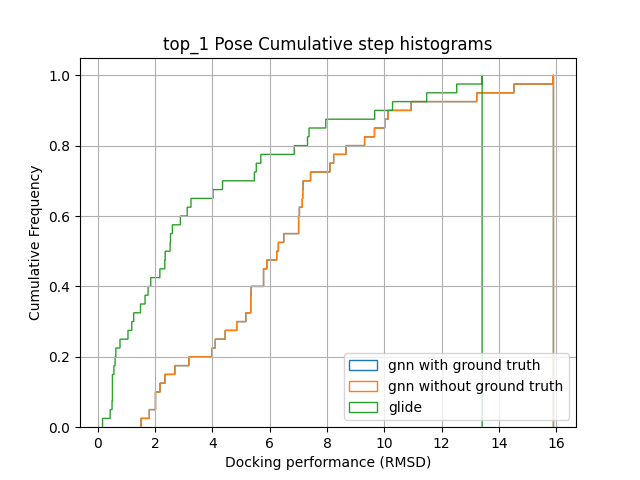 top_1 Pose Cumulative step histograms
Cumulative Frequency
1.0
0.8
0.6
0.4
0.2
0.0
gnn with ground truth
gnn without ground truth
glide
0 2 4 6 8 10 12 14 16
Docking performance (RMSD)